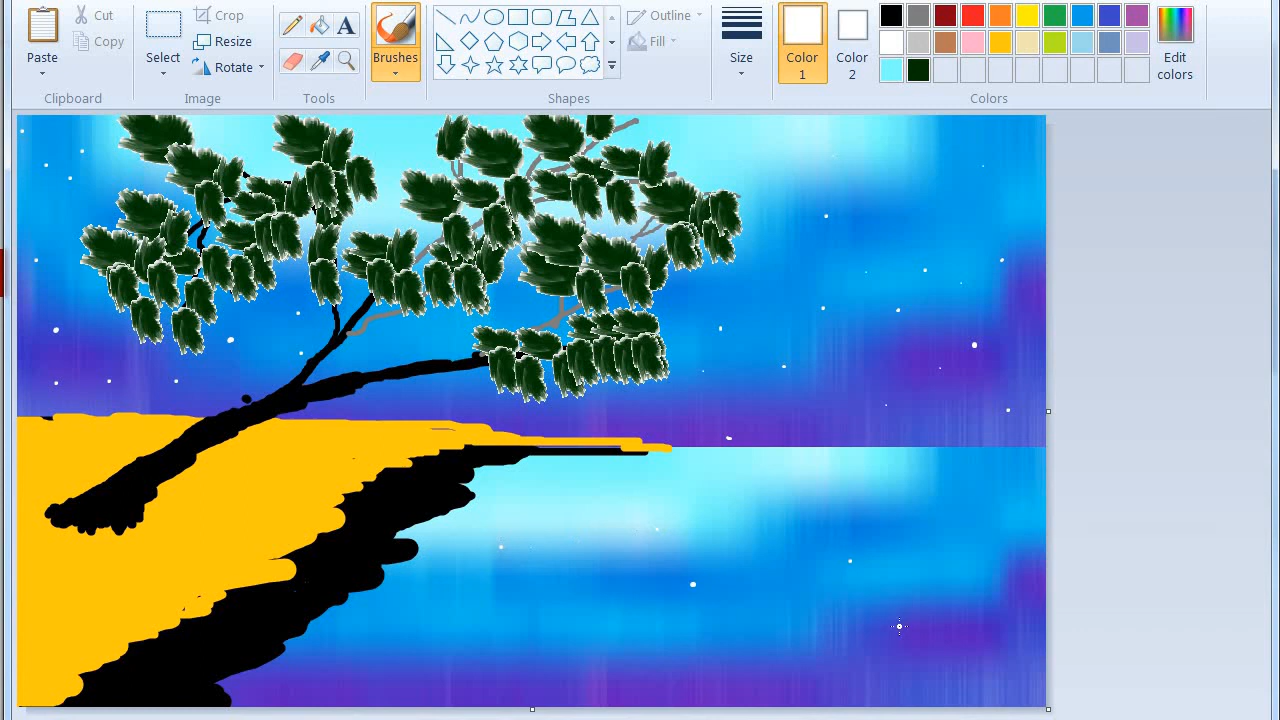 Paste
Cut
Copy
Clipboard
Select
Crop
Resize
Rotate
Image
A
Tools
Brushes
Shapes
Outline
Fill
Size
Color
1
Color
2
Edit
colors
Colors